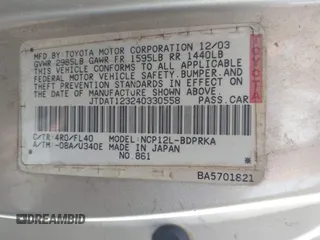 MFD. BY TOYOTA MOTOR CORPORATION 12/03
GVWR 2985LB GAWR FR 1595LB RR 1440LB
THIS VEHICLE CONFORMS TO ALL APPLICABLE
FEDERAL MOTOR VEHICLE SAFETY, BUMPER, AND
THEFT PREVENTION STANDARDS IN EFFECT ON
THE DATE OF MANUFACTURE SHOWN ABOVE.
JTDAT123240330558 PASS. CAR
C/TR: 4R0/FL40 MODEL: NCP12L-BDPRKA
A/TM: -08A/U340E MADE IN JAPAN
NO. 861
BA5701821
TOYOTA
AutoBidMaster